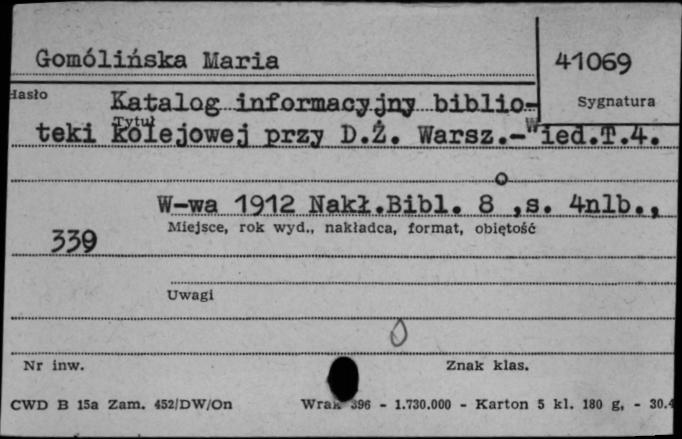 Gomólińska Maria
41069
Hasło
Sygnatura
Katalog informacyjny biblio-
Tytuł
teki kolejowej przy D.Ż. Warsz.-Wied.T.4.
W-wa 1912 Nakł.Bibl. 8o,s. 4nlb.,
Miejsce, rok wyd., nakładca, format, objętość
339
Uwagi
Nr inw.
Znak klas.
CWD B 15a Zam. 452/DW/On
396 - 1.730.000 - Karton 5 kl. 180 g, - 30.4